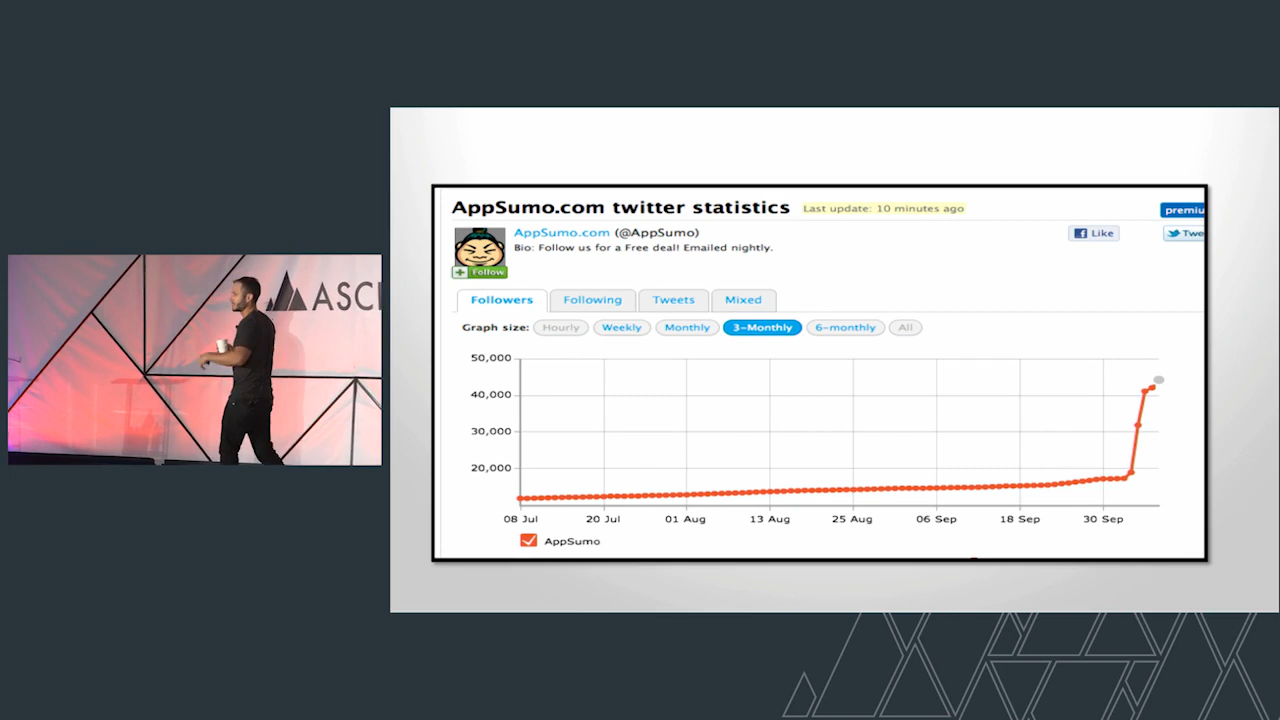 ASCE
AppSumo.com twitter statistics Last update: 10 minutes ago
premiu
AppSumo.com (@AppSumo)
Like
Twe
Bio: Follow us for a Free deal! Emailed nightly.
+ Follow
Followers Following Tweets Mixed
Graph size: Hourly Weekly Monthly 3-Monthly 6-monthly All
50,000
40,000
30,000
20,000
08 Jul 20 Jul 01 Aug 13 Aug 25 Aug 06 Sep 18 Sep 30 Sep
AppSumo